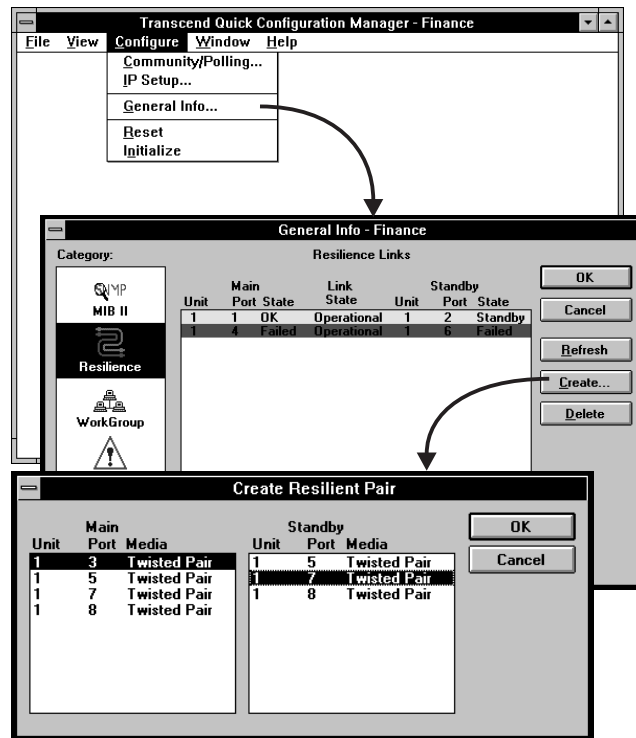 Transcend Quick Configuration Manager - Finance
File View Configure Window Help
Community/Polling...
IP Setup...
General Info...
Reset
Initialize
General Info - Finance
Category:
Resilience Links
SNMP
MIB II
Resilience
WorkGroup
Main Link Standby
Unit Port State State Unit Port State
1 1 OK Operational 1 2 Standby
1 4 Failed Operational 1 6 Failed
OK
Cancel
Refresh
Create...
Delete
Create Resilient Pair
Main
Unit Port Media
1 3 Twisted Pair
1 5 Twisted Pair
1 7 Twisted Pair
1 8 Twisted Pair
Standby
Unit Port Media
1 5 Twisted Pair
1 7 Twisted Pair
1 8 Twisted Pair
OK
Cancel